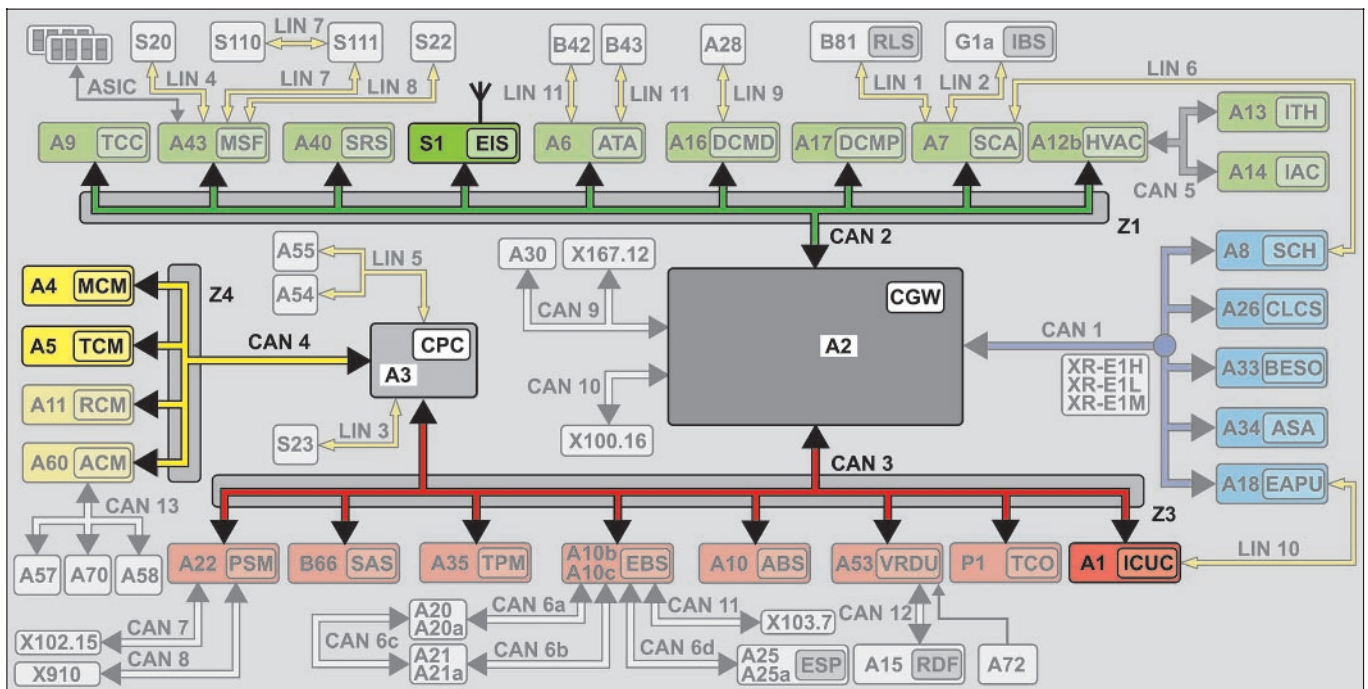 LIN 7
S20
S110
S111
S22
B42
B43
A28
B81 RLS
G1a IBS
LIN 6
ASIC
LIN 4
LIN 7
LIN 8
LIN 11
LIN 11
LIN 9
LIN 1
LIN 2
A9 TCC
A43 MSF
A40 SRS
S1 EIS
A6 ATA
A16 DCMD
A17 DCMP
A7 SCA
A12b HVAC
A13 ITH
A14 IAC
CAN 5
Z1
CAN 2
A55
A54
LIN 5
A30
X167.12
CAN 9
CGW
A2
CAN 1
XR-E1H
XR-E1L
XR-E1M
A8 SCH
A26 CLCS
A33 BESO
A34 ASA
A18 EAPU
Z4
A4 MCM
A5 TCM
A11 RCM
A60 ACM
CAN 4
CPC
A3
CAN 10
X100.16
S23
LIN 3
CAN 3
CAN 13
Z3
LIN 10
A57
A70
A58
A22 PSM
B66 SAS
A35 TPM
A10b
A10c
EBS
A10 ABS
A53 VRDU
P1 TCO
A1 ICUC
X102.15
CAN 7
X910
CAN 8
CAN 6c
A20
A20a
CAN 6a
A21
A21a
CAN 6b
CAN 11
X103.7
CAN 6d
A25
A25a
ESP
CAN 12
A15 RDF
A72